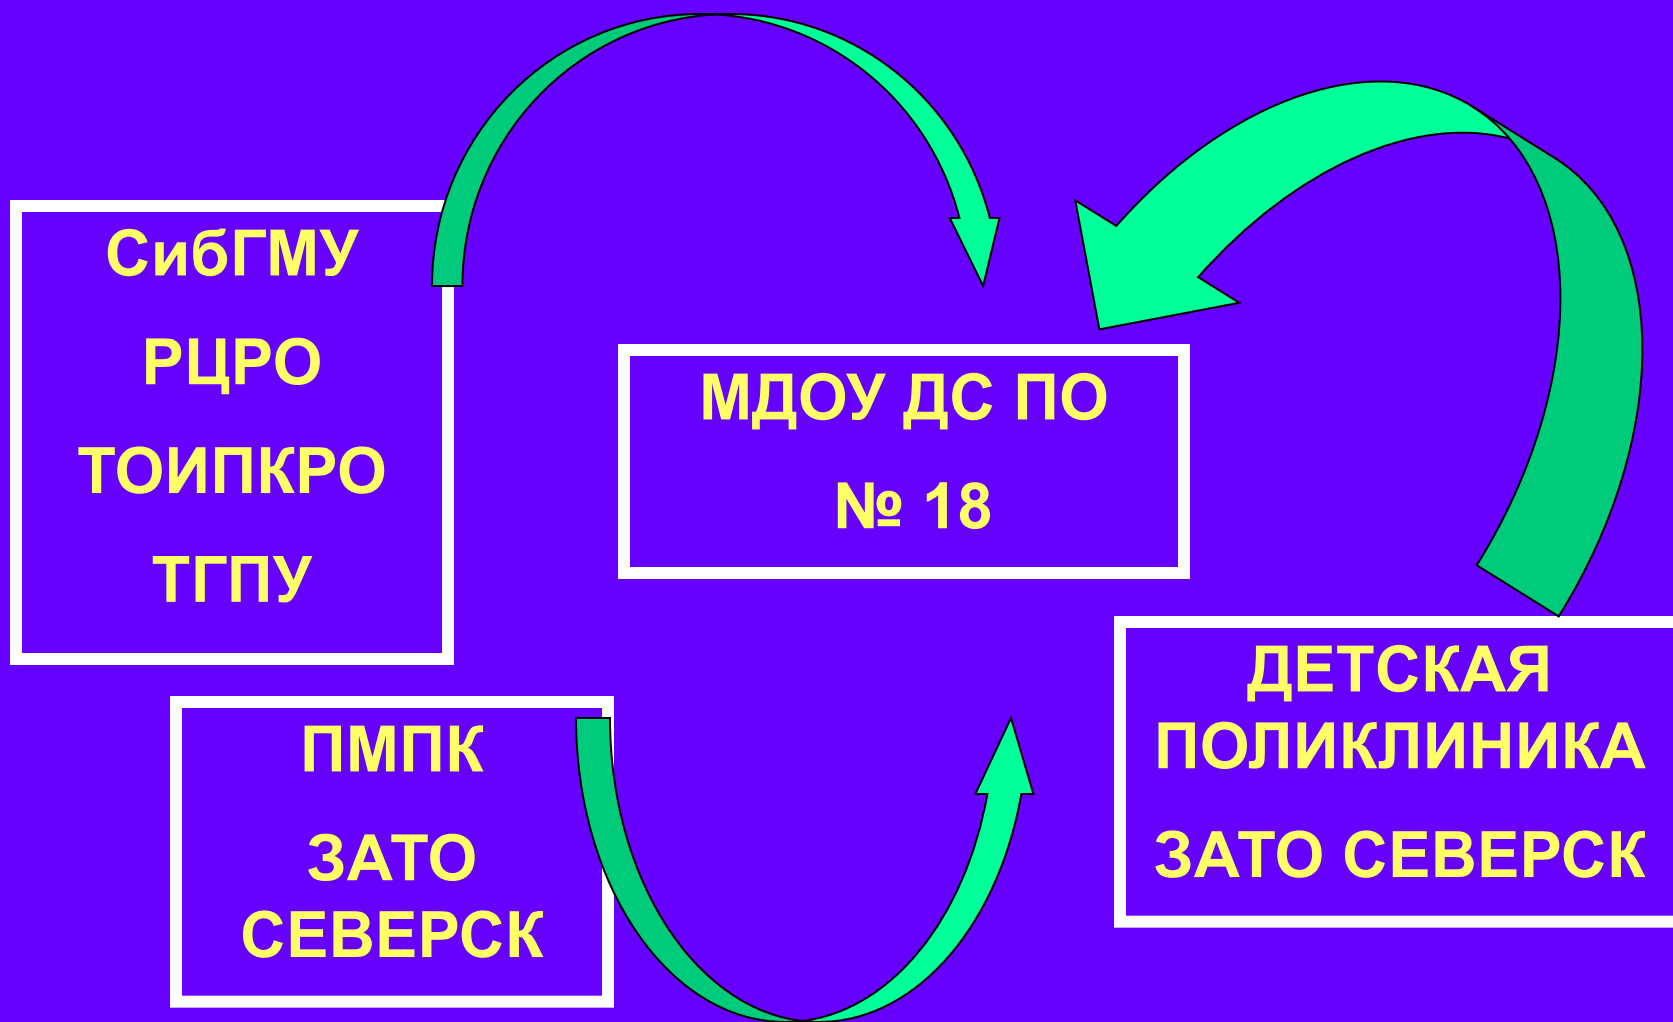 СибГМУ
РЦРО
ТОИПКРО
ТГПУ
МДОУ ДС ПО
№ 18
ПМПК
ЗАТО
СЕВЕРСК
ДЕТСКАЯ
ПОЛИКЛИНИКА
ЗАТО СЕВЕРСК